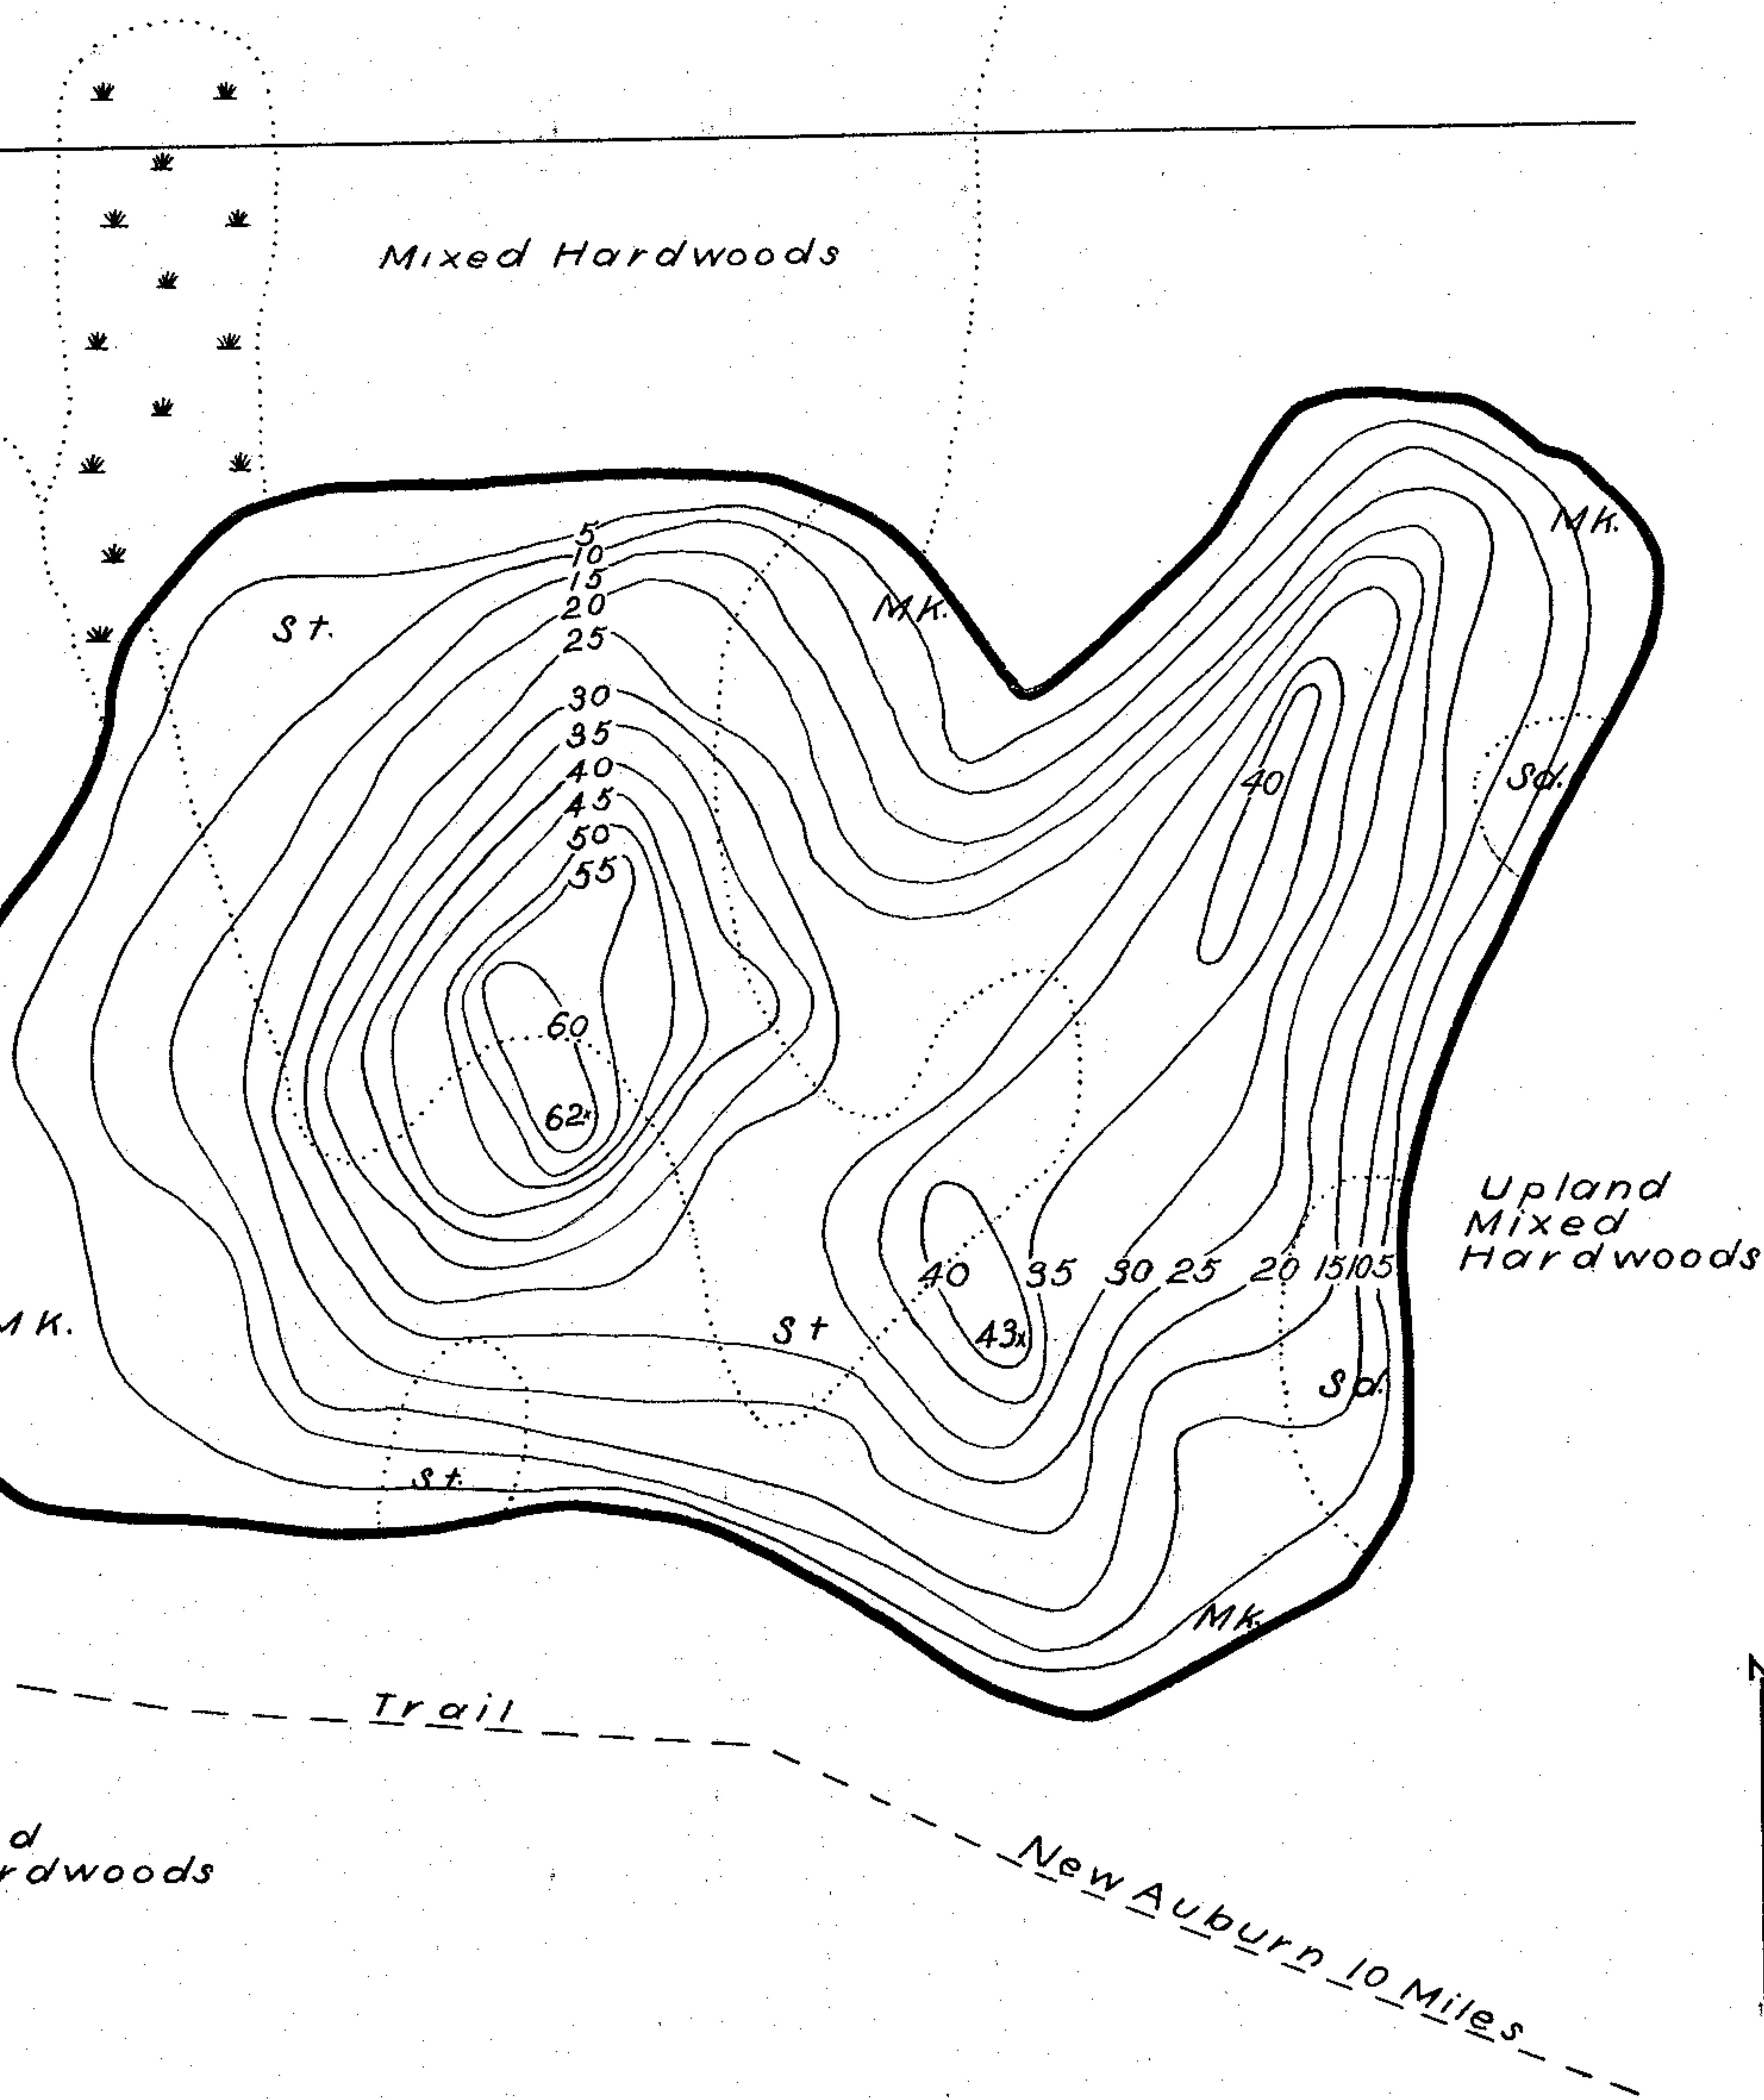 Mixed Hardwoods
Mk.
5
10
15
20
25
St.
Mk.
30
35
40
45
50
55
40
Sd.
60
62x
Upland
Mixed
Hardwoods
40 35 30 25 20 15 10 5
Mk.
St
43x
Sd.
St.
Mk.
Trail
d
rdwoods
New Auburn 10 Miles